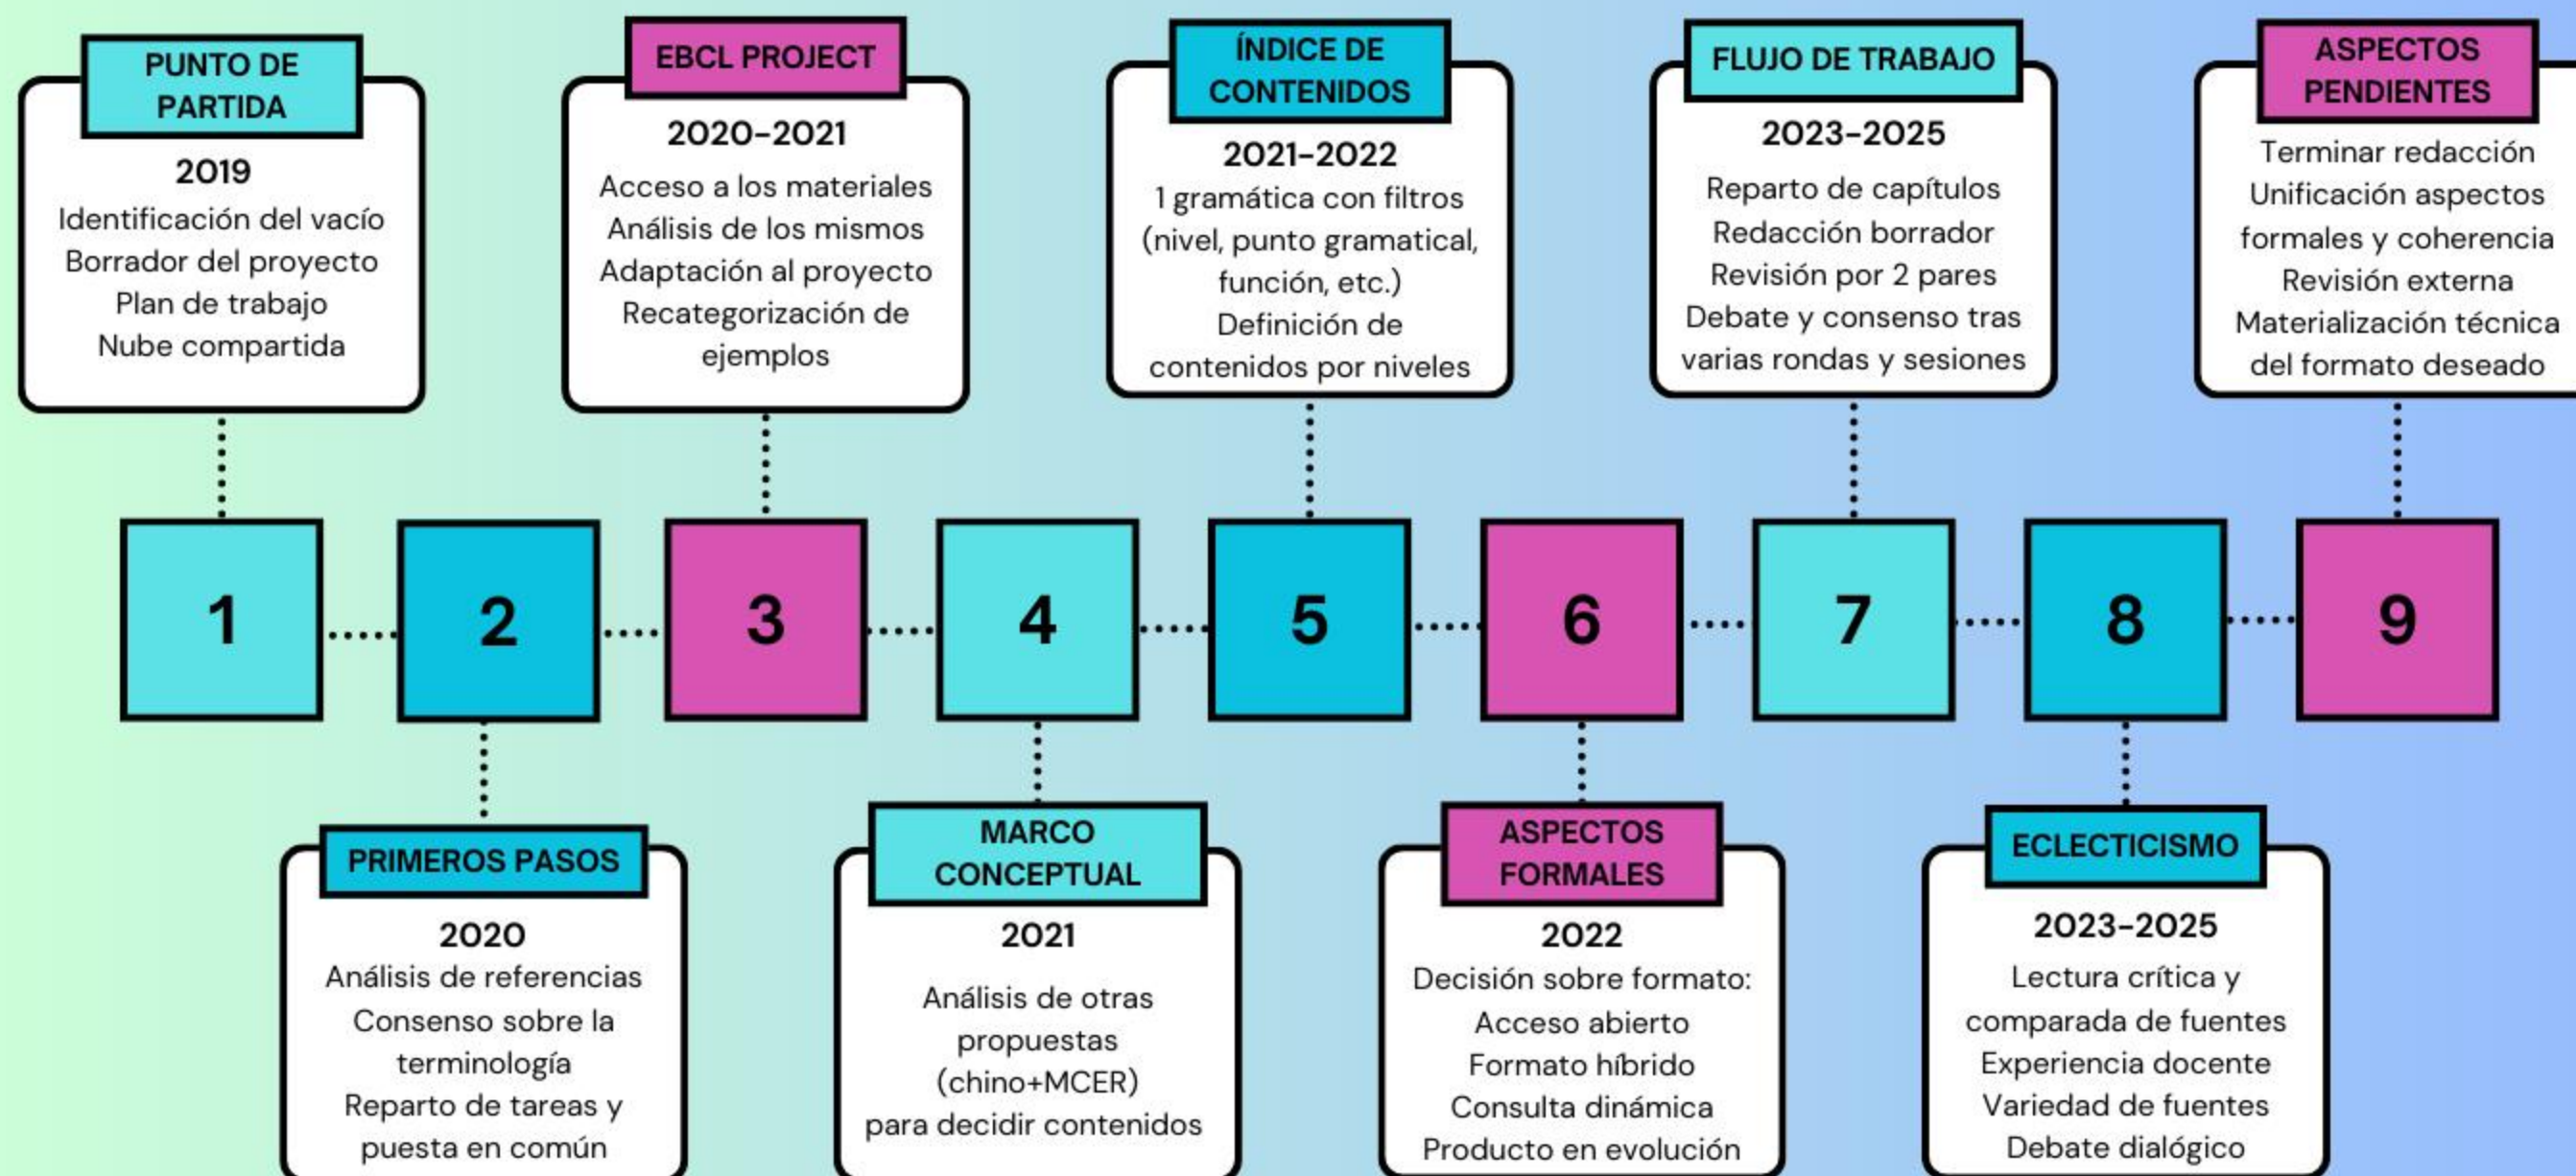 PUNTO DE
PARTIDA
2019
Identificación del vacío
Borrador del proyecto
Plan de trabajo
Nube compartida
EBCL PROJECT
2020-2021
Acceso a los materiales
Análisis de los mismos
Adaptación al proyecto
Recategorización de
ejemplos
ÍNDICE DE
CONTENIDOS
2021-2022
1 gramática con filtros
(nivel, punto gramatical,
función, etc.)
Definición de
contenidos por niveles
FLUJO DE TRABAJO
2023-2025
Reparto de capítulos
Redacción borrador
Revisión por 2 pares
Debate y consenso tras
varias rondas y sesiones
ASPECTOS
PENDIENTES
Terminar redacción
Unificación aspectos
formales y coherencia
Revisión externa
Materialización técnica
del formato deseado
1
2
3
4
5
6
7
8
9
PRIMEROS PASOS
2020
Análisis de referencias
Consenso sobre la
terminología
Reparto de tareas y
puesta en común
MARCO
CONCEPTUAL
2021
Análisis de otras
propuestas
(chino+MCER)
para decidir contenidos
ASPECTOS
FORMALES
2022
Decisión sobre formato:
Acceso abierto
Formato híbrido
Consulta dinámica
Producto en evolución
ECLECTICISMO
2023-2025
Lectura crítica y
comparada de fuentes
Experiencia docente
Variedad de fuentes
Debate dialógico